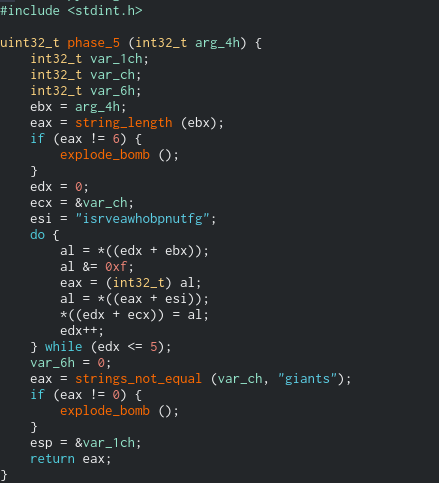 #include <stdint.h>
uint32_t phase_5 (int32_t arg_4h) {
int32_t var_1ch;
int32_t var_ch;
int32_t var_6h;
ebx = arg_4h;
eax = string_length (ebx);
if (eax != 6) {
explode_bomb ();
}
edx = 0;
ecx = &var_ch;
esi = "isrveawhobpnutfg";
do {
al = *((edx + ebx));
al &= 0xf;
eax = (int32_t) al;
al = *((eax + esi));
*((edx + ecx)) = al;
edx++;
} while (edx <= 5);
var_6h = 0;
eax = strings_not_equal (var_ch, "giants");
if (eax != 0) {
explode_bomb ();
}
esp = &var_1ch;
return eax;
}